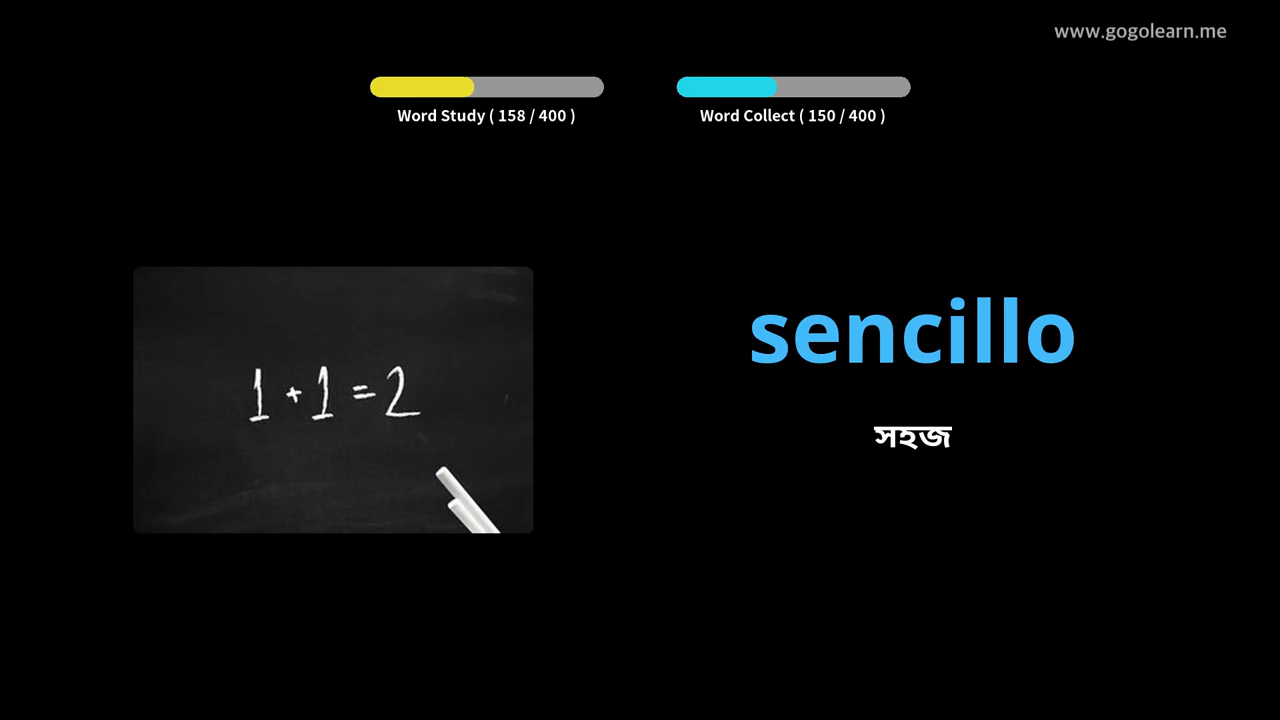 www.gogolearn.me
Word Study ( 158 / 400 )
Word Collect ( 150 / 400 )
1 + 1 = 2
sencillo
সহজ